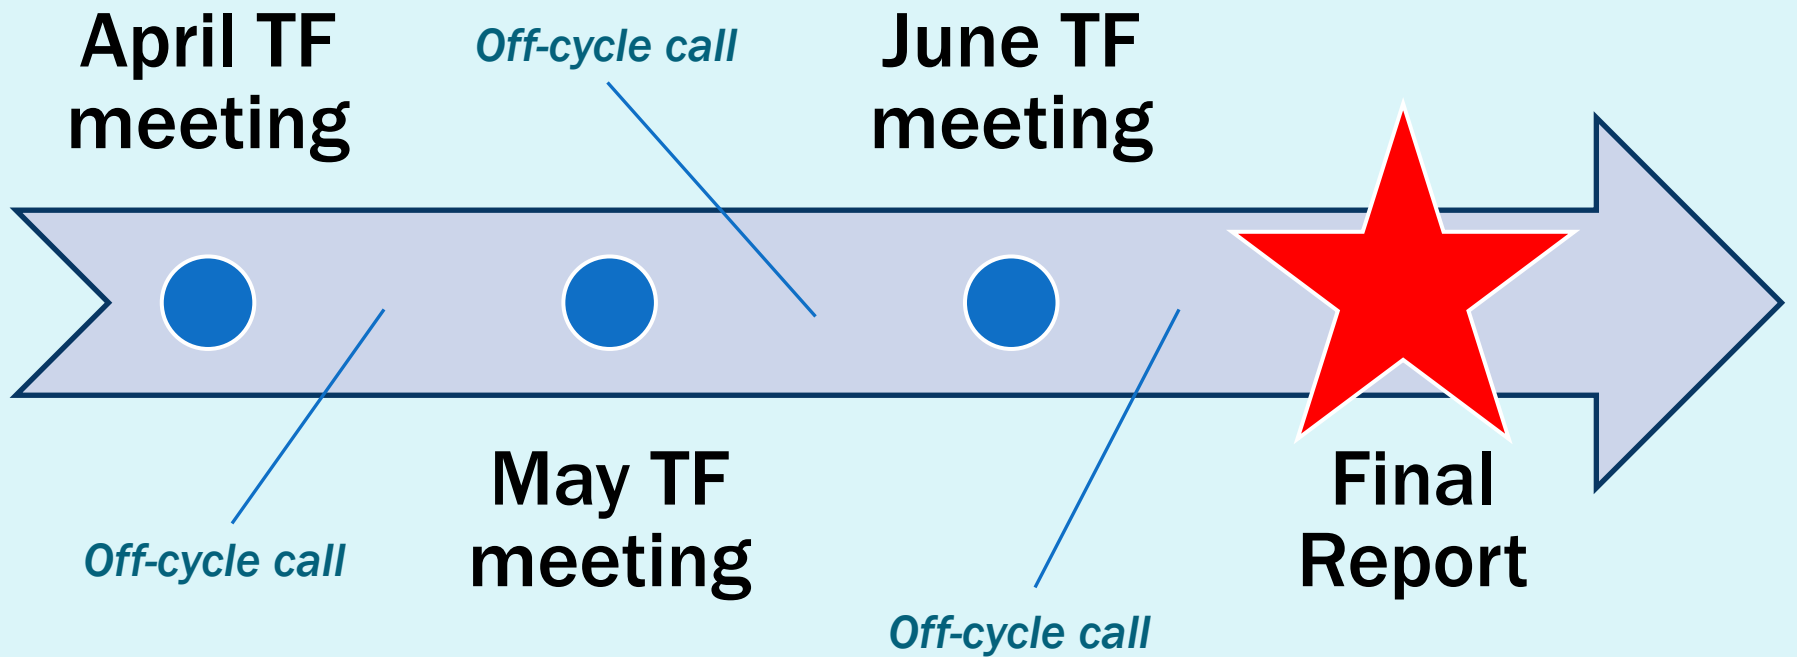 April TF
meeting
Off-cycle call
June TF
meeting
Off-cycle call
May TF
meeting
Off-cycle call
Final
Report